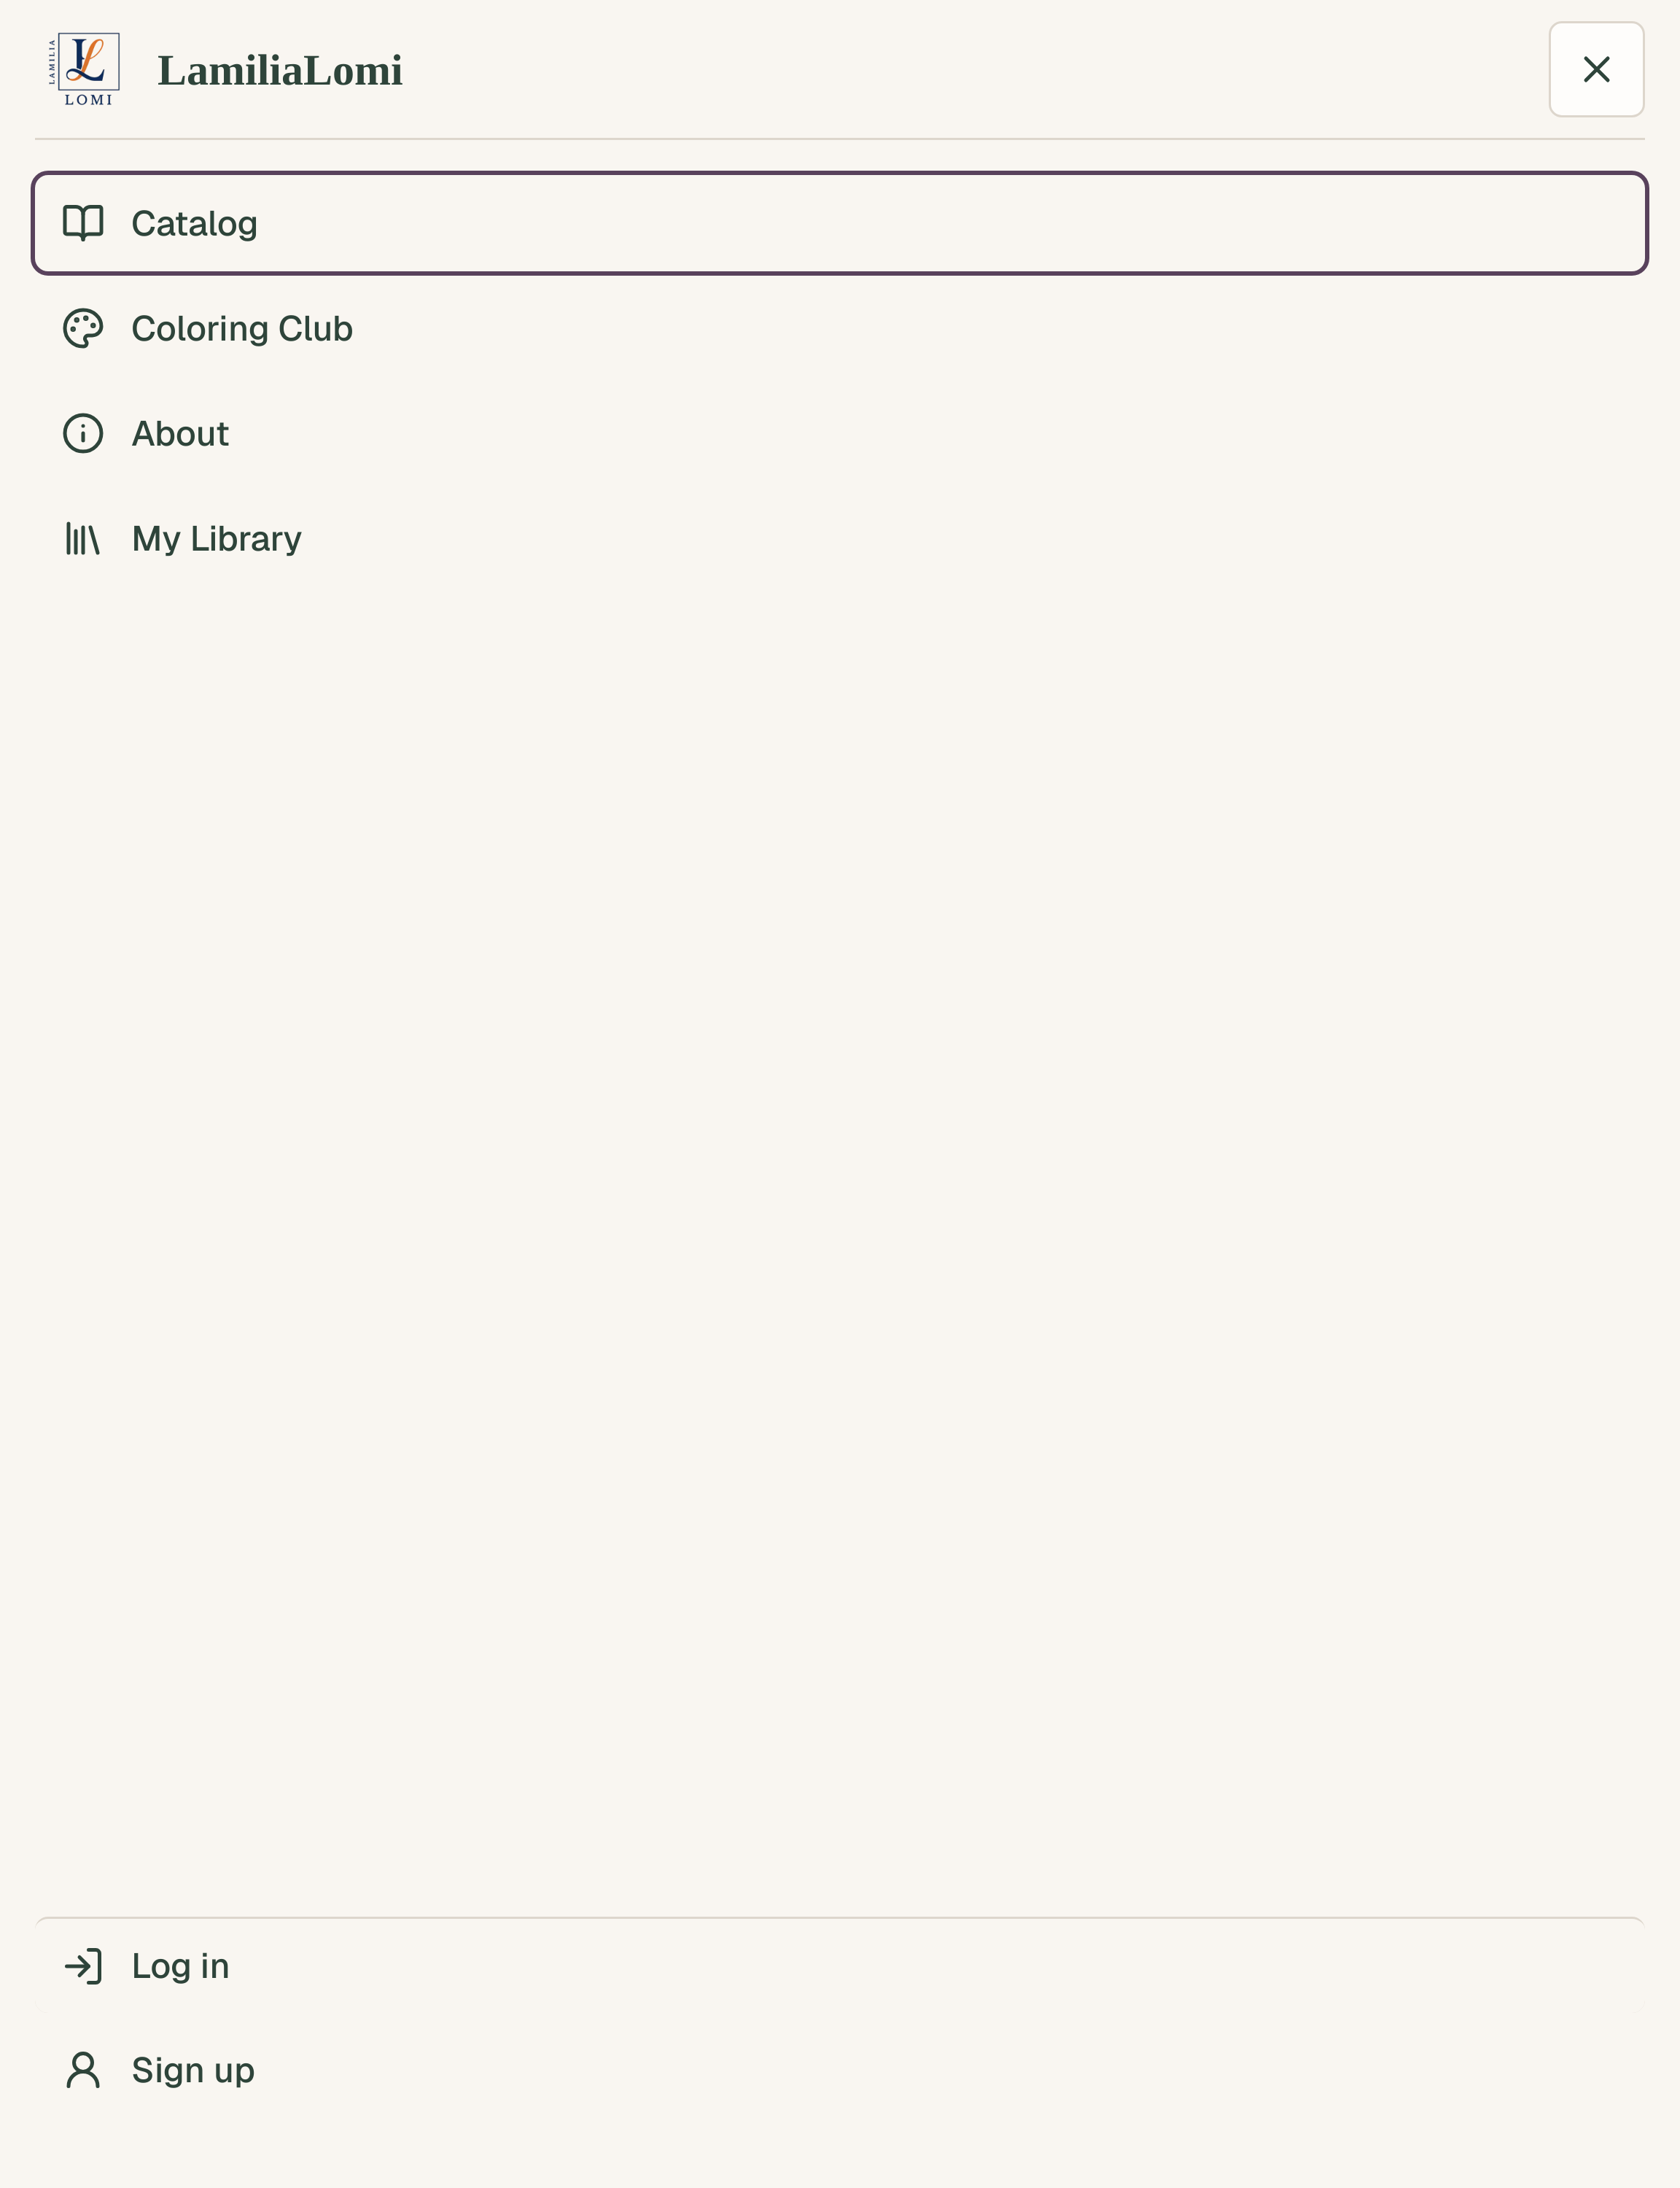 LAMILIA
LOMI
LamiliaLomi
Catalog
Coloring Club
About
My Library
Log in
Sign up